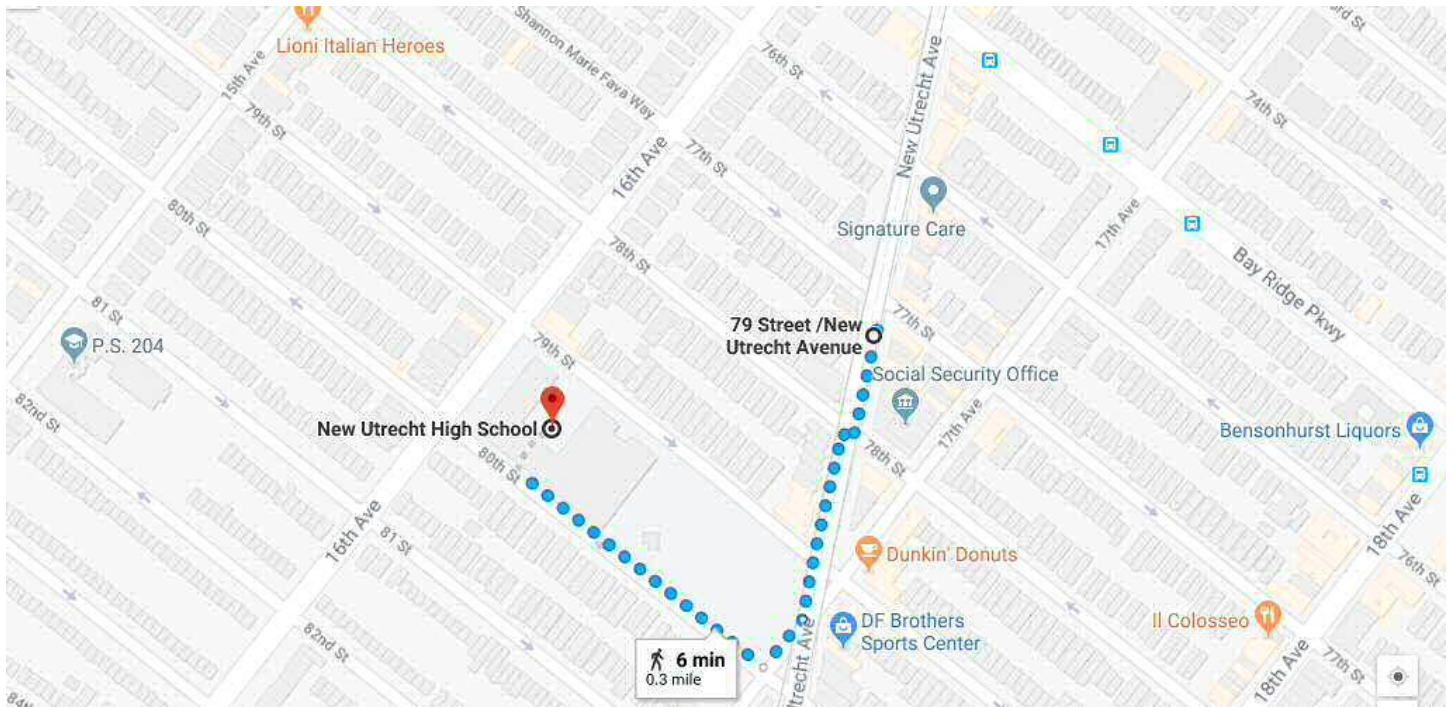 Lioni Italian Heroes
15th Ave
79th St
Shannon Marie Fava Way
76th St
New Utrecht Ave
74th St
16th Ave
77th St
80th St
Signature Care
17th Ave
78th St
Bay Ridge Pkwy
81 St
P.S. 204
79 Street /New
Utrecht Avenue
77th St
79th St
Social Security Office
82nd St
New Utrecht High School
17th Ave
Bensonhurst Liquors
80th St
78th St
16th Ave
81 St
18th Ave
Dunkin' Donuts
76th St
82nd St
DF Brothers
Sports Center
Il Colosseo
6 min
0.3 mile
Utrecht Ave
18th Ave
77th St
84th